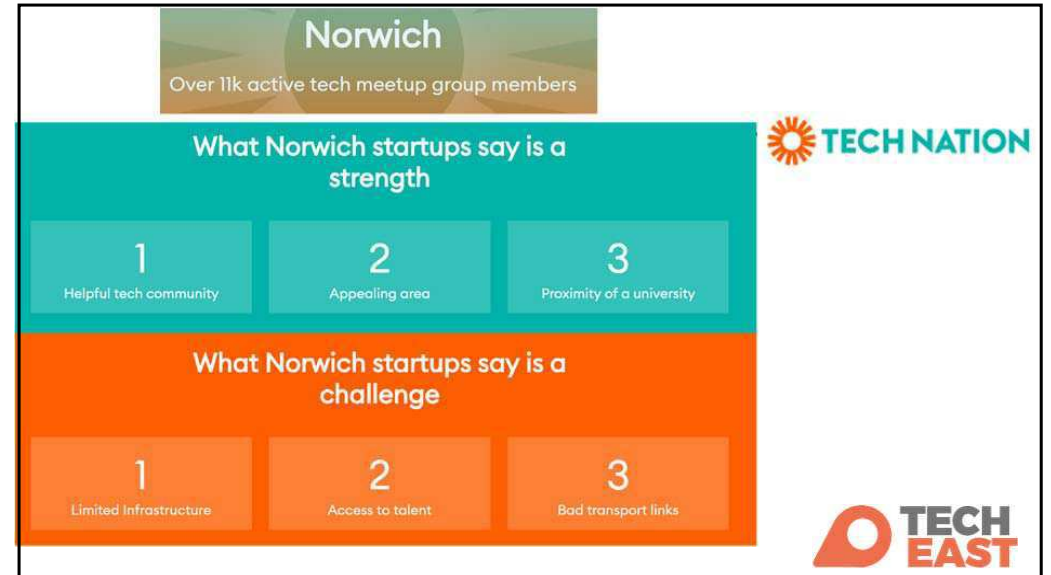 Norwich
Over 11k active tech meetup group members
What Norwich startups say is a
strength
TECH NATION
1
Helpful tech community
2
Appealing area
3
Proximity of a university
What Norwich startups say is a
challenge
1
Limited Infrastructure
2
Access to talent
3
Bad transport links
TECH
EAST